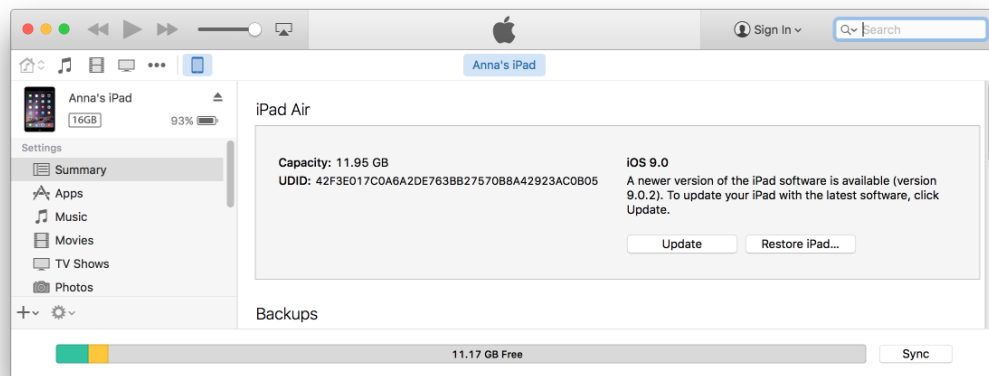 Sign In
Search
Anna's iPad
Anna's iPad
16GB
93%
Settings
Summary
Apps
Music
Movies
TV Shows
Photos
iPad Air
Capacity: 11.95 GB
UDID: 42F3E017C0A6A2DE763BB27570B8A42923AC0B05
iOS 9.0
A newer version of the iPad software is available (version
9.0.2). To update your iPad with the latest software, click
Update.
Update
Restore iPad...
Backups
11.17 GB Free
Sync